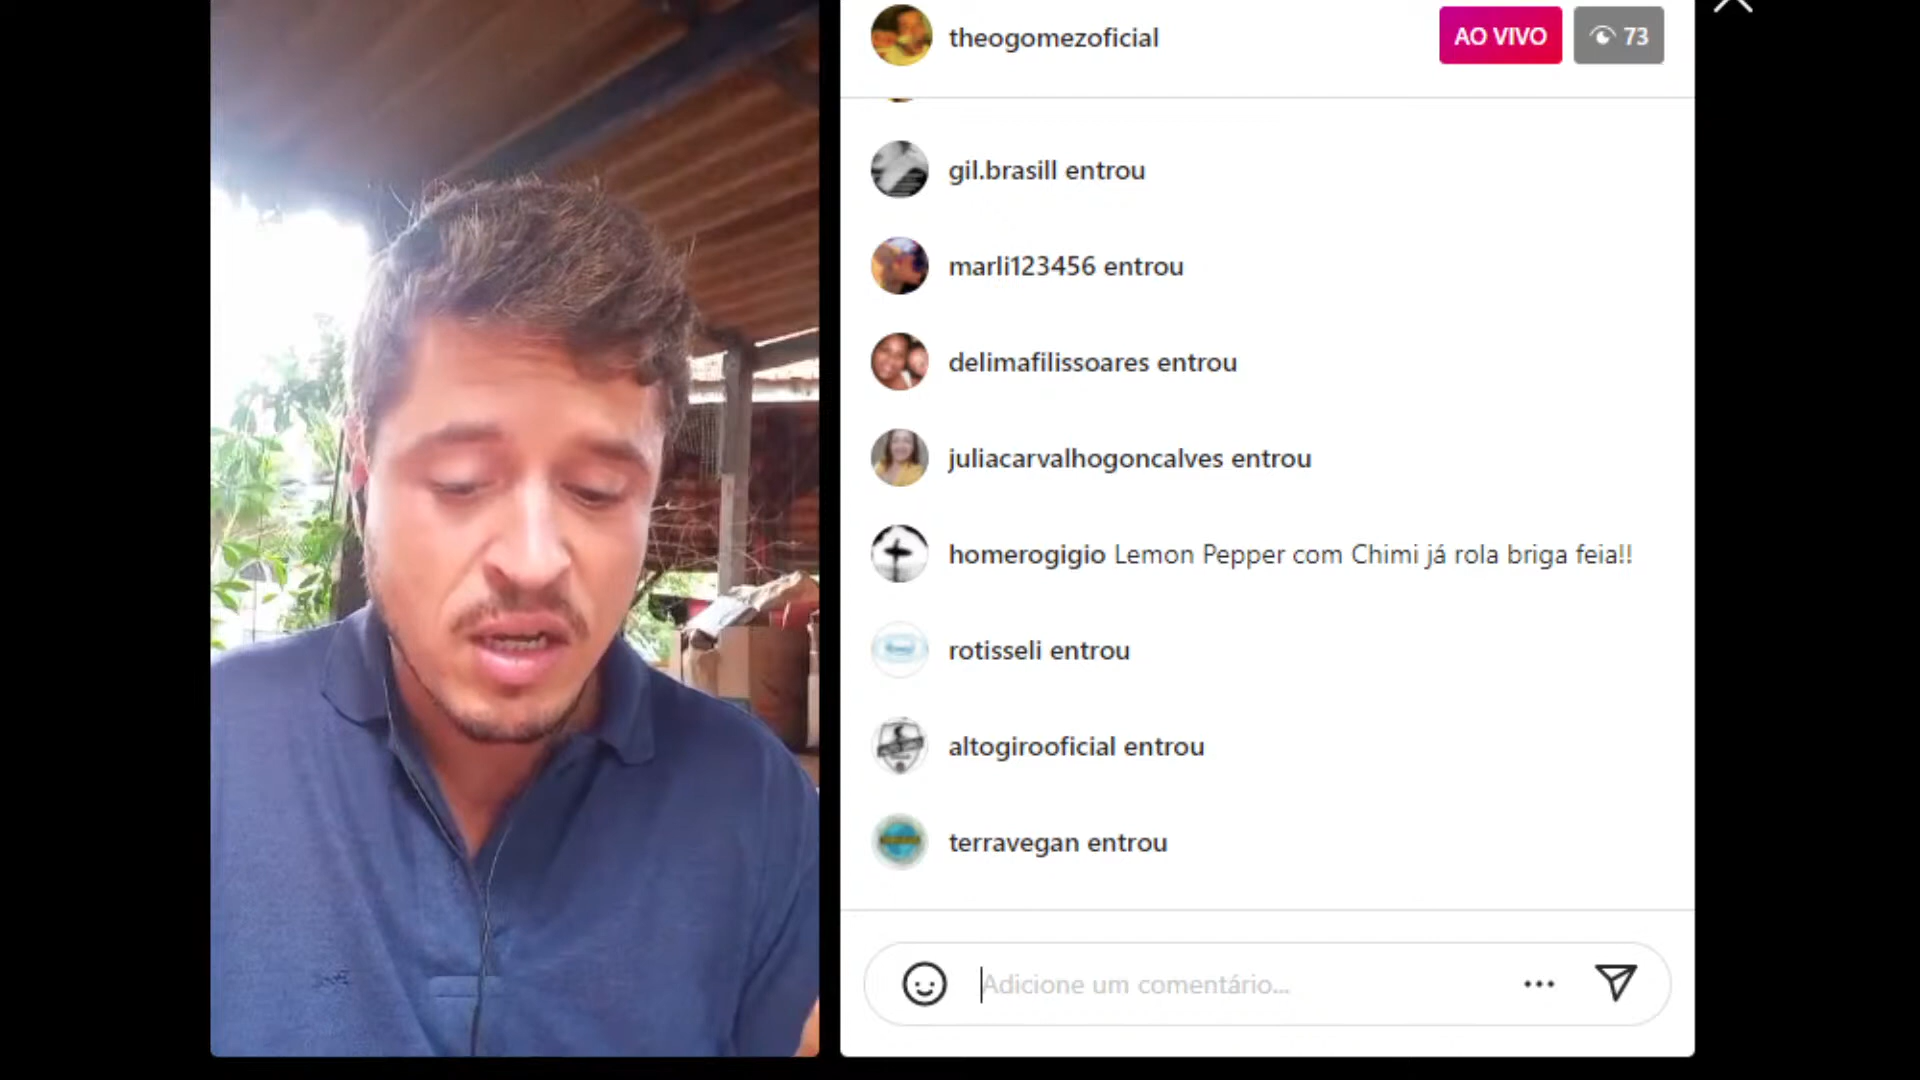 theogomezoficial
AO VIVO
73
gil.brasill entrou
marli123456 entrou
delimafilissoares entrou
juliacarvalhogoncalves entrou
homerogigio Lemon Pepper com Chimi já rola briga feia!!
rotisseli entrou
altogirooficial entrou
terravegan entrou
Adicione um comentário...